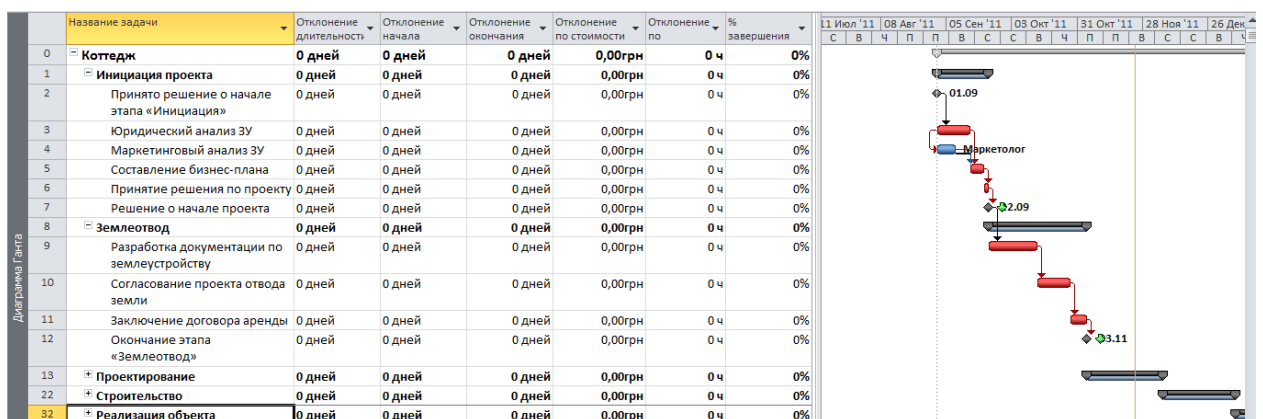 Название задачи Отклонение длительності Отклонение начала Отклонение окончания Отклонение по стоимости Отклонение по % завершения
11 Июл '11 08 Авг '11 05 Сен '11 03 Окт '11 31 Окт '11 28 Ноя '11 26 Дек
С В Ч П П В С С В Ч П П В С С В Ч
0 Коттедж 0 дней 0 дней 0 дней 0,00грн 0 ч 0%
1 Инициация проекта 0 дней 0 дней 0 дней 0,00грн 0 ч 0%
2 Принято решение о начале 0 дней 0 дней 0 дней 0,00грн 0 ч 0% 01.09
этапа «Инициация»
3 Юридический анализ ЗУ 0 дней 0 дней 0 дней 0,00грн 0 ч 0%
4 Маркетинговый анализ ЗУ 0 дней 0 дней 0 дней 0,00грн 0 ч 0% Маркетолог
5 Составление бизнес-плана 0 дней 0 дней 0 дней 0,00грн 0 ч 0%
6 Принятие решения по проекту 0 дней 0 дней 0 дней 0,00грн 0 ч 0%
7 Решение о начале проекта 0 дней 0 дней 0 дней 0,00грн 0 ч 0% 2.09
8 Землеотвод 0 дней 0 дней 0 дней 0,00грн 0 ч 0%
9 Разработка документации по 0 дней 0 дней 0 дней 0,00грн 0 ч 0%
землеустройству
10 Согласование проекта отвода 0 дней 0 дней 0 дней 0,00грн 0 ч 0%
земли
11 Заключение договора аренды 0 дней 0 дней 0 дней 0,00грн 0 ч 0%
12 Окончание этапа 0 дней 0 дней 0 дней 0,00грн 0 ч 0% 3.11
«Землеотвод»
13 Проектирование 0 дней 0 дней 0 дней 0,00грн 0 ч 0%
22 Строительство 0 дней 0 дней 0 дней 0,00грн 0 ч 0%
32 Реализация объекта 0 дней 0 дней 0 дней 0,00грн 0 ч 0%
Диаграмма Ганта